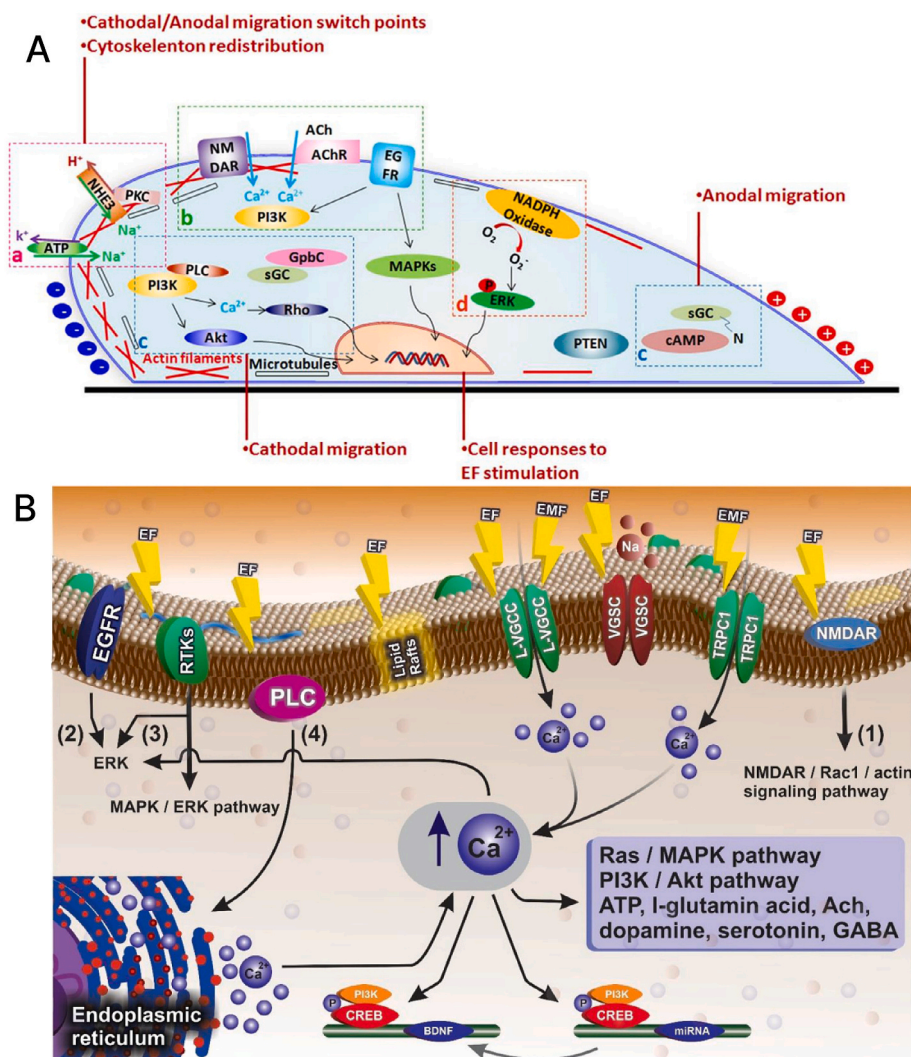 A
•Cathodal/Anodal migration switch points
•Cytoskelenton redistribution
H⁺
NHE3
PKC
Na⁺
k⁺
ATP
Na⁺
a
NM
DAR
ACh
AChR
EG
FR
Ca²⁺
Ca²⁺
PI3K
b
NADPH
Oxidase
O₂
O₂⁻
P
ERK
d
•Anodal migration
PLC
PI3K
GpbC
sGC
Ca²⁺
Rho
Akt
c
MAPKs
PTEN
sGC
cAMP
N
c
Actin filaments
Microtubules
•Cathodal migration
•Cell responses to
EF stimulation
B
EF
EF
EF
EF
EMF
EF
Na
EMF
EF
EGFR
RTKs
PLC
Lipid
Rafts
L-VGCC
L-VGCC
VGSC
VGSC
TRPC1
TRPC1
NMDAR
(2)
(3)
(4)
(1)
ERK
MAPK / ERK pathway
Ca²⁺
Ca²⁺
NMDAR / Rac1 / actin
signaling pathway
Ca²⁺
Ras / MAPK pathway
PI3K / Akt pathway
ATP, l-glutamin acid, Ach,
dopamine, serotonin, GABA
Ca²⁺
Endoplasmic
reticulum
PI3K
P
CREB
BDNF
PI3K
P
CREB
miRNA